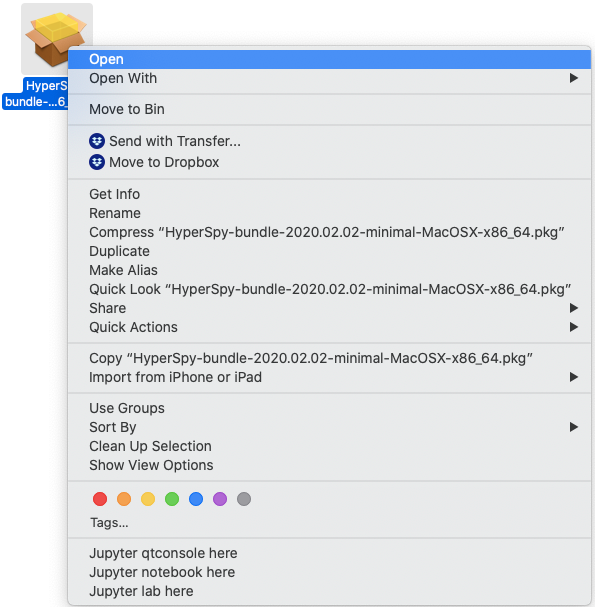 HyperS
bundle-...6_
Open
Open With
Move to Bin
Send with Transfer...
Move to Dropbox
Get Info
Rename
Compress “HyperSpy-bundle-2020.02.02-minimal-MacOSX-x86_64.pkg”
Duplicate
Make Alias
Quick Look “HyperSpy-bundle-2020.02.02-minimal-MacOSX-x86_64.pkg”
Share
Quick Actions
Copy “HyperSpy-bundle-2020.02.02-minimal-MacOSX-x86_64.pkg”
Import from iPhone or iPad
Use Groups
Sort By
Clean Up Selection
Show View Options
Tags...
Jupyter qtconsole here
Jupyter notebook here
Jupyter lab here